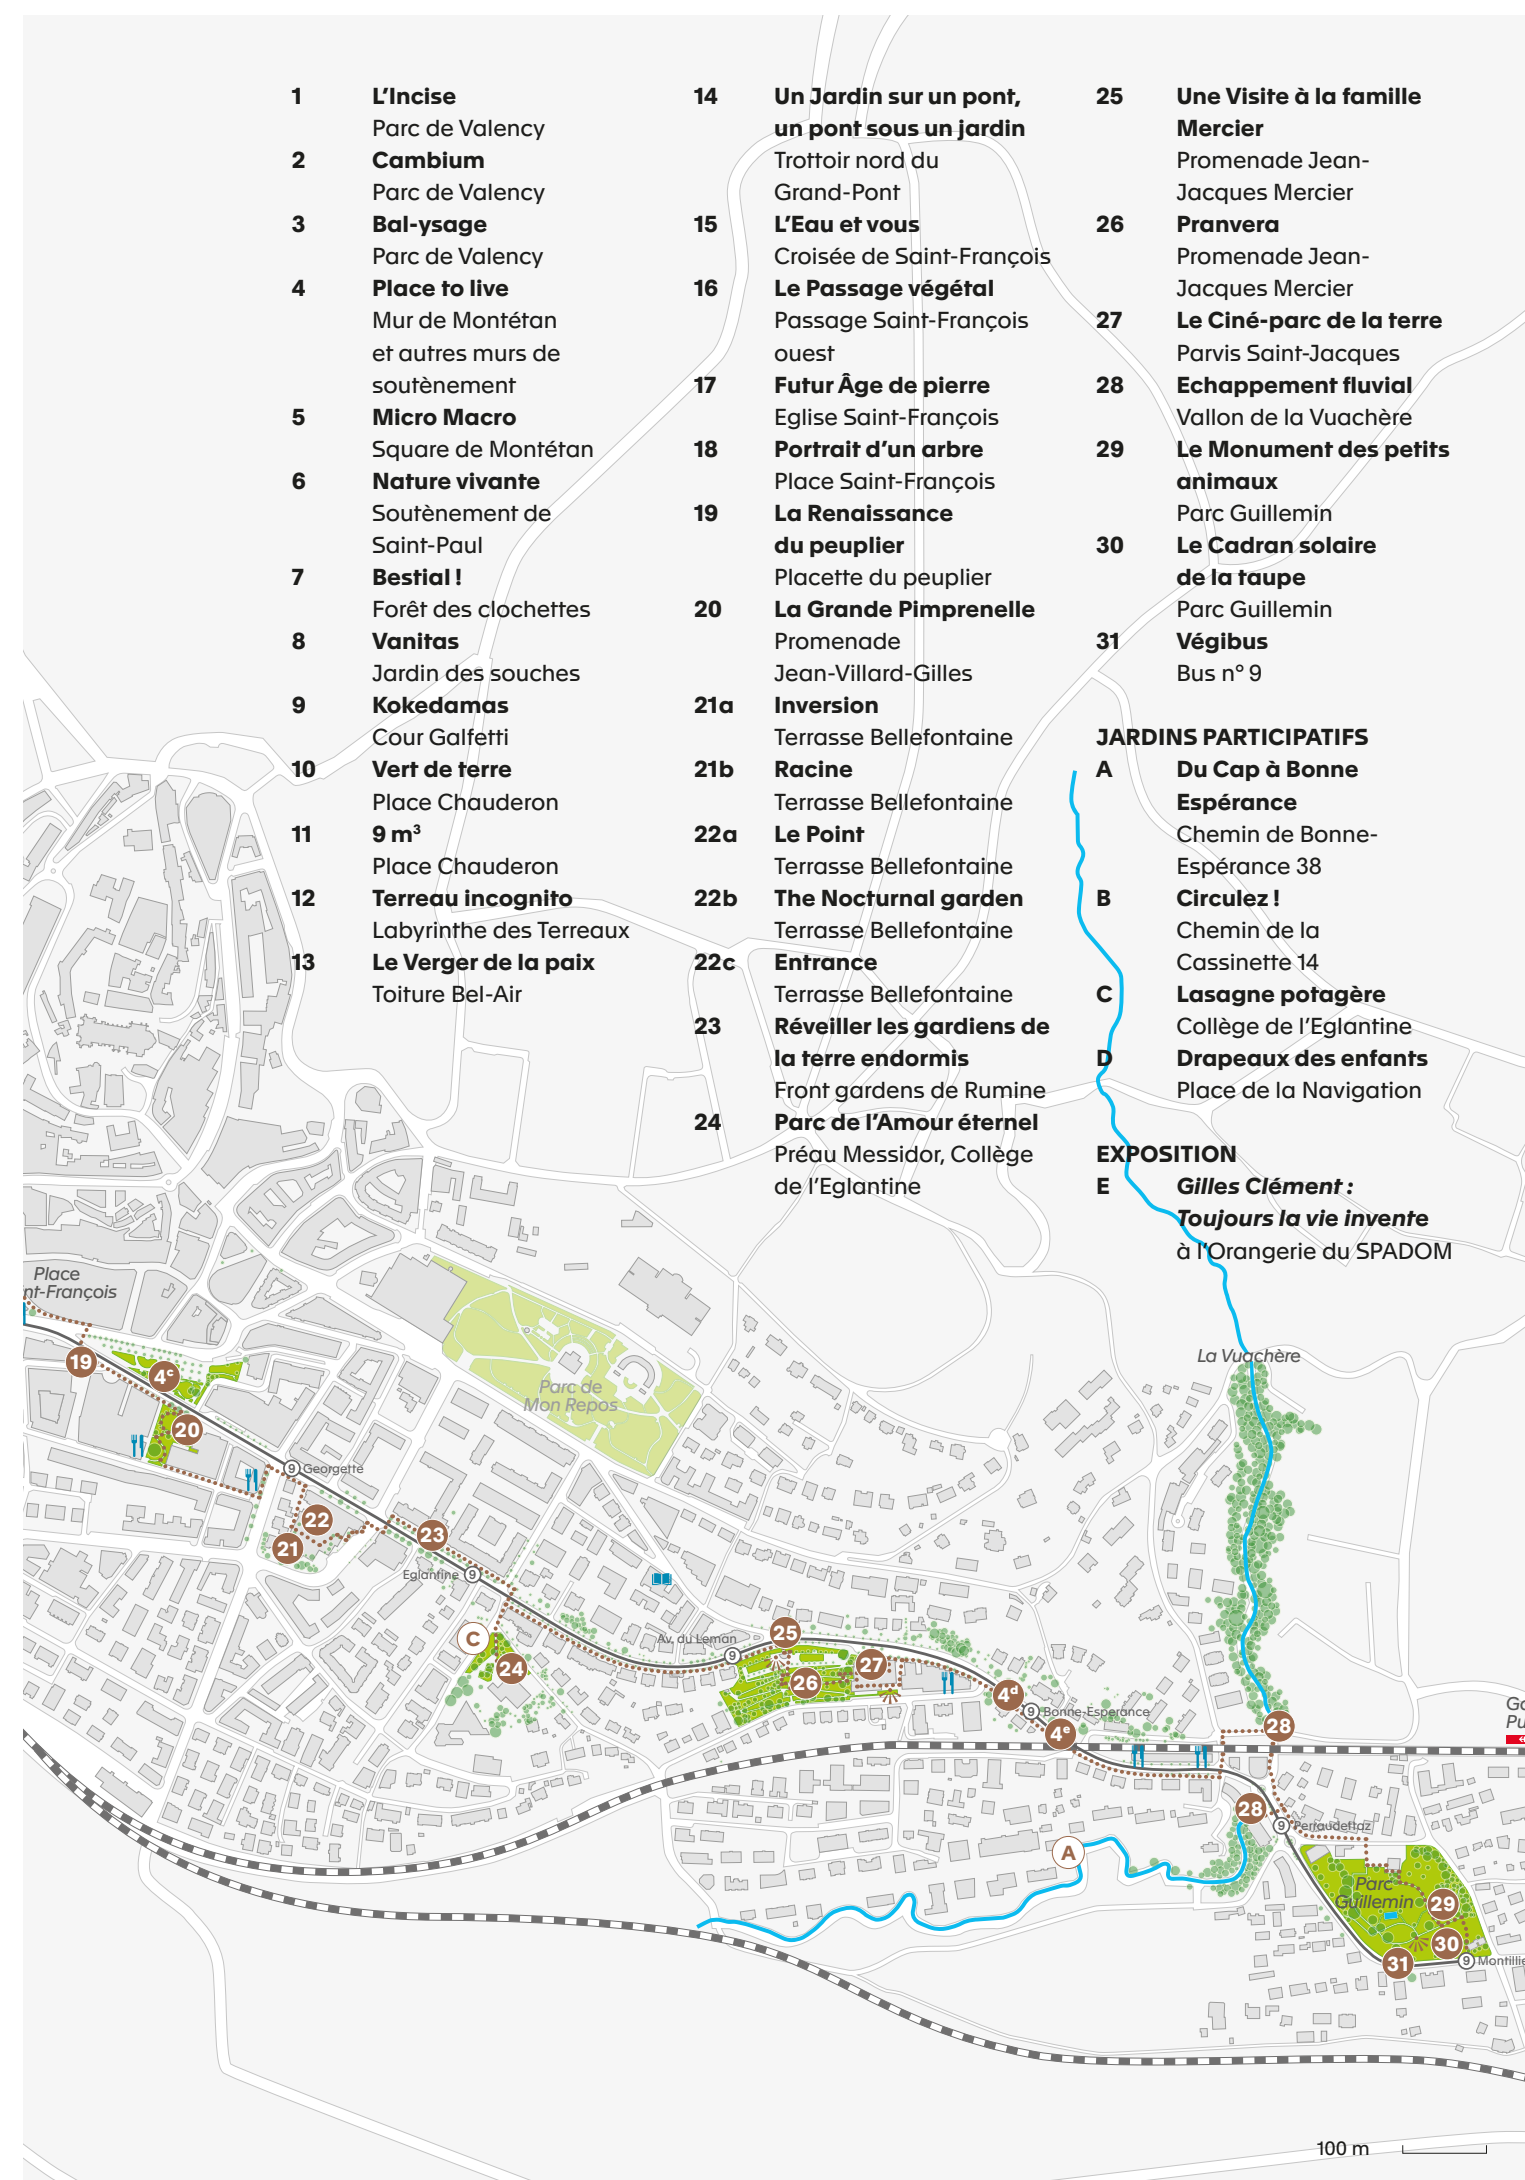 1 L’Incise
Parc de Valency
2 Cambium
Parc de Valency
3 Bal-ysage
Parc de Valency
4 Place to live
Mur de Montétan
et autres murs de
soutènement
5 Micro Macro
Square de Montétan
6 Nature vivante
Soutènement de
Saint-Paul
7 Bestial !
Forêt des clochettes
8 Vanitas
Jardin des souches
9 Kokedamas
Cour Galfetti
10 Vert de terre
Place Chauderon
11 9 m³
Place Chauderon
12 Terreau incognito
Labyrinthe des Terreaux
13 Le Verger de la paix
Toiture Bel-Air
14 Un Jardin sur un pont,
un pont sous un jardin
Trottoir nord du
Grand-Pont
15 L’Eau et vous
Croisée de Saint-François
16 Le Passage végétal
Passage Saint-François
ouest
17 Futur Âge de pierre
Eglise Saint-François
18 Portrait d’un arbre
Place Saint-François
19 La Renaissance
du peuplier
Placette du peuplier
20 La Grande Pimprenelle
Promenade
Jean-Villard-Gilles
21a Inversion
Terrasse Bellefontaine
21b Racine
Terrasse Bellefontaine
22a Le Point
Terrasse Bellefontaine
22b The Nocturnal garden
Terrasse Bellefontaine
22c Entrance
Terrasse Bellefontaine
23 Réveiller les gardiens de
la terre endormis
Front gardens de Rumine
24 Parc de l’Amour éternel
Préau Messidor, Collège
de l’Eglantine
25 Une Visite à la famille
Mercier
Promenade Jean-
Jacques Mercier
26 Pranvera
Promenade Jean-
Jacques Mercier
27 Le Ciné-parc de la terre
Parvis Saint-Jacques
28 Echappement fluvial
Vallon de la Vuachère
29 Le Monument des petits
animaux
Parc Guillemin
30 Le Cadran solaire
de la taupe
Parc Guillemin
31 Végibus
Bus n° 9
JARDINS PARTICIPATIFS
A Du Cap à Bonne
Espérance
Chemin de Bonne-
Espérance 38
B Circulez !
Chemin de la
Cassinette 14
C Lasagne potagère
Collège de l’Eglantine
D Drapeaux des enfants
Place de la Navigation
EXPOSITION
E Gilles Clément :
Toujours la vie invente
à l’Orangerie du SPADOM
Place
nt-François
19
4c
20
9 Georgette
22
21
23
Eglantine 9
C
24
Parc de
Mon Repos
Av. du Leman
9
25
26
27
4d
9 Bonne-Esperance
4e
La Vuachère
28
28
9 Perraudettaz
A
Parc
Guillemin
29
30
31
9 Montillie
Go
Pu
100 m